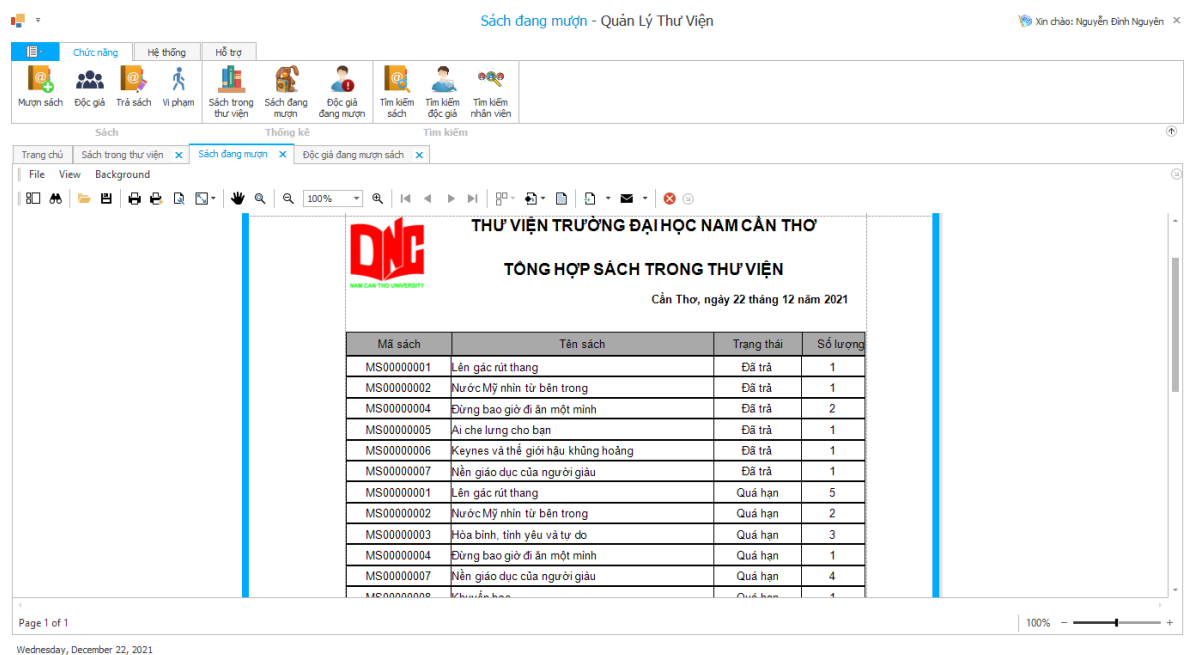 Sách đang mượn - Quản Lý Thư Viện
Xin chào: Nguyễn Đình Nguyên
Chức năng Hệ thống Hỗ trợ
Mượn sách Độc giả Trả sách Vi phạm Sách trong thư viện Sách đang mượn Độc giả đang mượn Tìm kiếm sách Tìm kiếm độc giả Tìm kiếm nhân viên
Sách Thống kê Tìm kiếm
Trang chủ Sách trong thư viện Sách đang mượn Độc giả đang mượn sách
File View Background
100%
DNC
NAM CAN THO UNIVERSITY
THƯ VIỆN TRƯỜNG ĐẠI HỌC NAM CẦN THƠ
TỔNG HỢP SÁCH TRONG THƯ VIỆN
Cần Thơ, ngày 22 tháng 12 năm 2021
Mã sách Tên sách Trạng thái Số lượng
MS00000001 Lên gác rút thang Đã trả 1
MS00000002 Nước Mỹ nhìn từ bên trong Đã trả 1
MS00000004 Đừng bao giờ đi ăn một mình Đã trả 2
MS00000005 Ai che lưng cho bạn Đã trả 1
MS00000006 Keynes và thế giới hậu khủng hoảng Đã trả 1
MS00000007 Nền giáo dục của người giàu Đã trả 1
MS00000001 Lên gác rút thang Quá hạn 5
MS00000002 Nước Mỹ nhìn từ bên trong Quá hạn 2
MS00000003 Hòa bình, tình yêu và tự do Quá hạn 3
MS00000004 Đừng bao giờ đi ăn một mình Quá hạn 1
MS00000007 Nền giáo dục của người giàu Quá hạn 4
MS00000008 Khuyến học Quá hạn 1
Page 1 of 1
100%
Wednesday, December 22, 2021